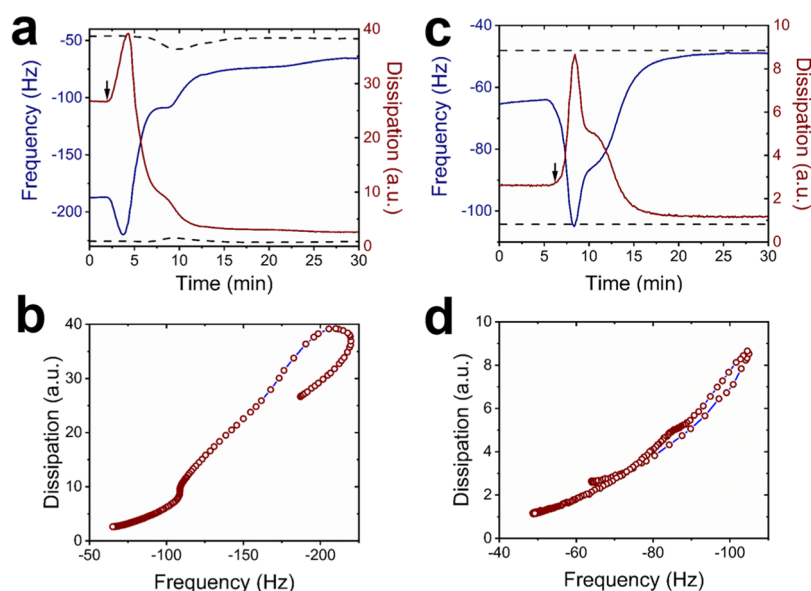 a
Frequency (Hz)
-50
-100
-150
-200
40
30
20
10
0
Dissipation (a.u.)
0 5 10 15 20 25 30
Time (min)
c
Frequency (Hz)
-40
-60
-80
-100
10
8
6
4
2
0
Dissipation (a.u.)
0 5 10 15 20 25 30
Time (min)
b
Dissipation (a.u.)
40
30
20
10
0
-50 -100 -150 -200
Frequency (Hz)
d
Dissipation (a.u.)
10
8
6
4
2
0
-40 -60 -80 -100
Frequency (Hz)